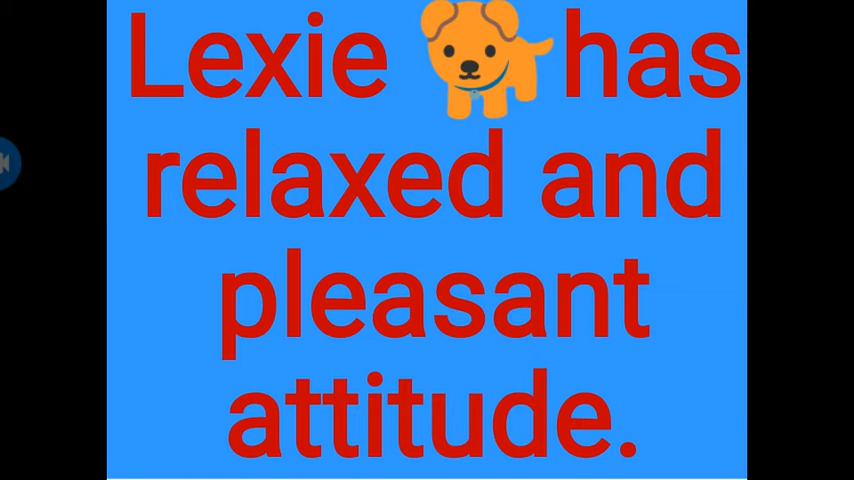 Lexie 🐶has
relaxed and
pleasant
attitude.